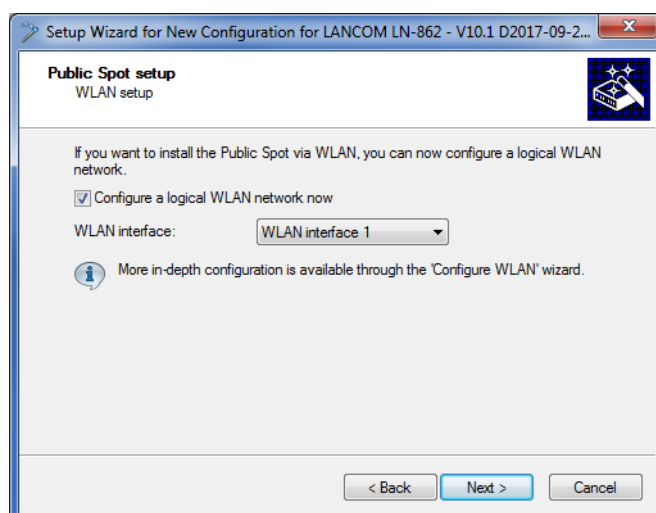 Setup Wizard for New Configuration for LANCOM LN-862 - V10.1 D2017-09-2...
Public Spot setup
WLAN setup
If you want to install the Public Spot via WLAN, you can now configure a logical WLAN
network.
Configure a logical WLAN network now
WLAN interface: WLAN interface 1
More in-depth configuration is available through the 'Configure WLAN' wizard.
< Back Next > Cancel